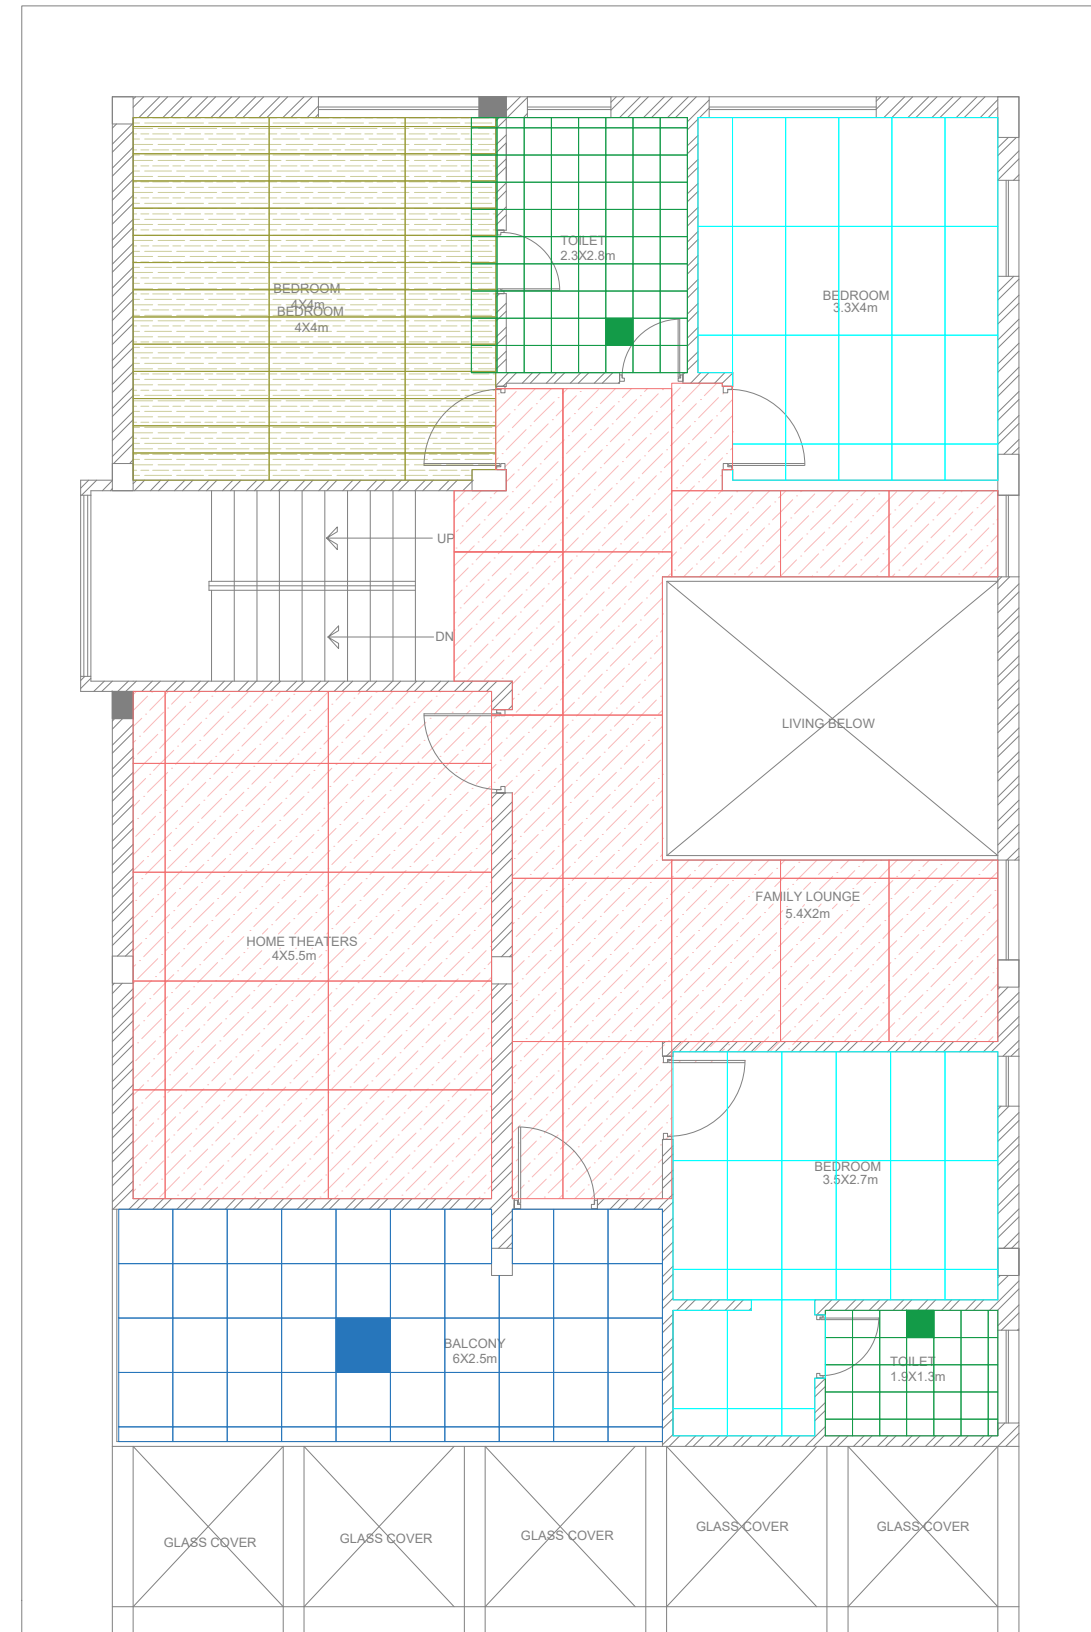 TOILET
2.3X2.8m
BEDROOM
4X4m
BEDROOM
4X4m
BEDROOM
3.3X4m
UP
DN
LIVING BELOW
FAMILY LOUNGE
5.4X2m
HOME THEATERS
4X5.5m
BEDROOM
3.5X2.7m
BALCONY
6X2.5m
TOILET
1.9X1.3m
GLASS COVER
GLASS COVER
GLASS COVER
GLASS COVER
GLASS COVER